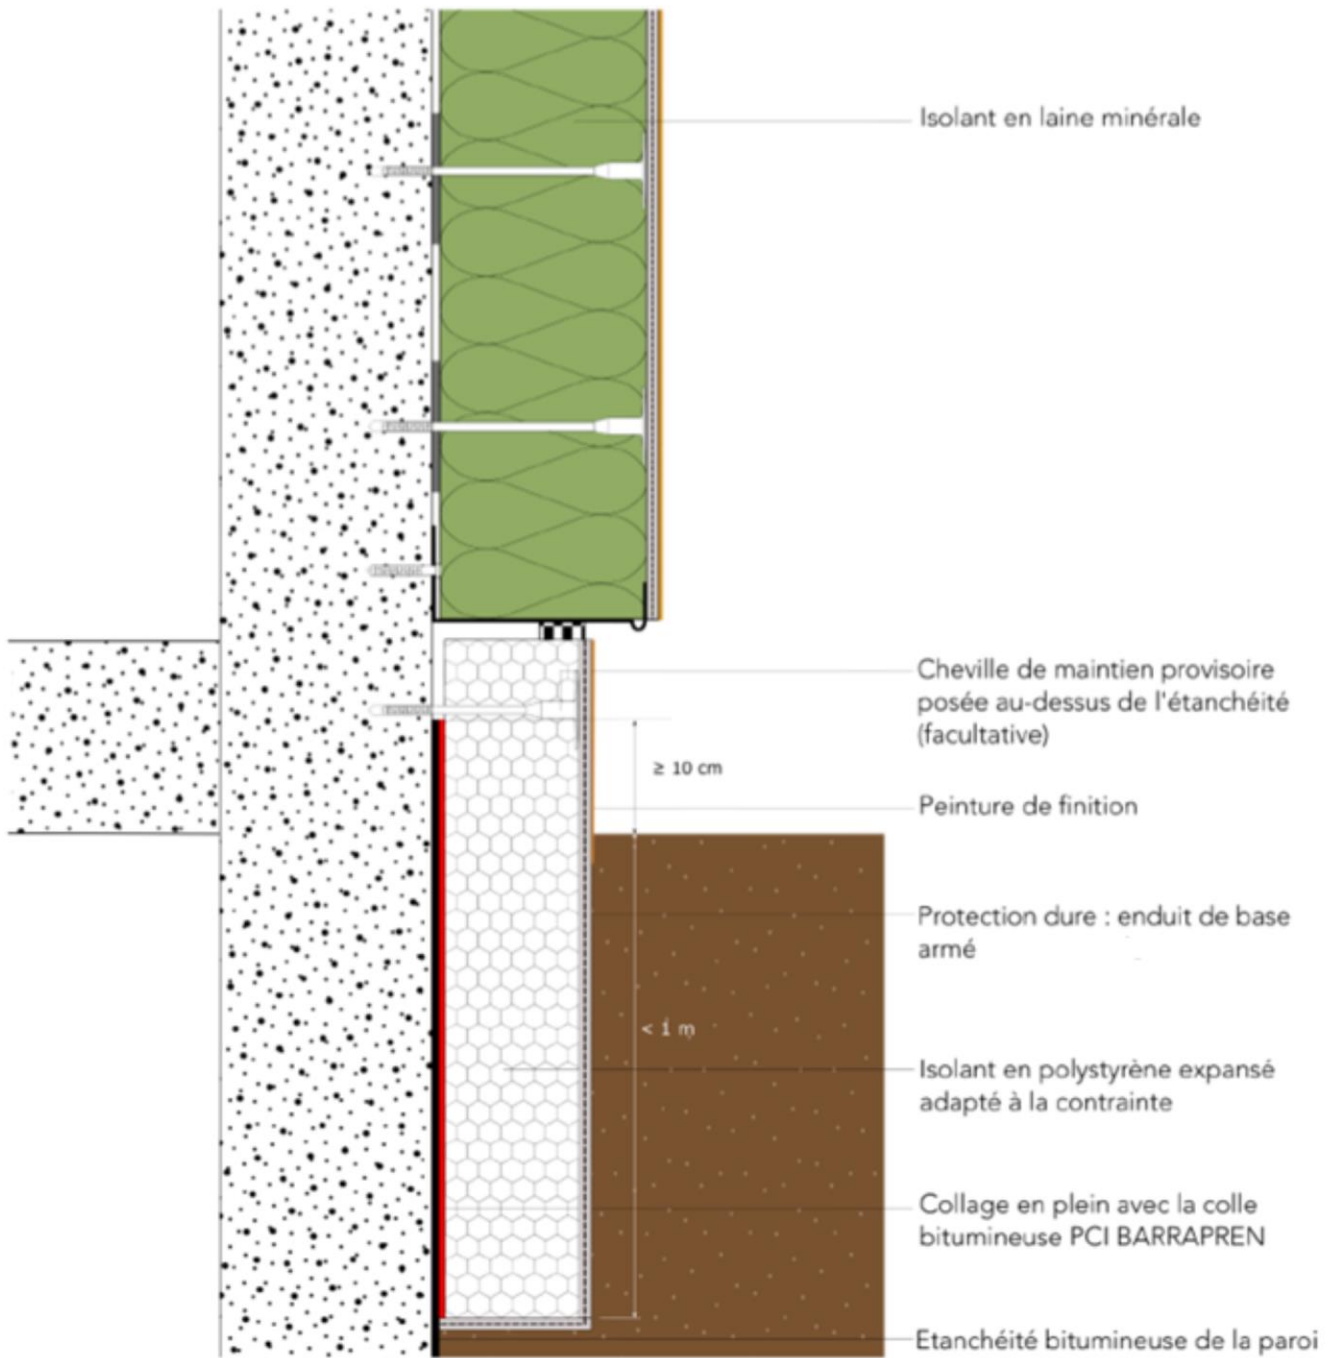 Isolant en laine minérale
Cheville de maintien provisoire
posée au-dessus de l'étanchéité
(facultative)
≥ 10 cm
Peinture de finition
Protection dure : enduit de base
armé
< 1 m
Isolant en polystyrène expansé
adapté à la contrainte
Collage en plein avec la colle
bitumineuse PCI BARRAPREN
Etanchéité bitumineuse de la paroi